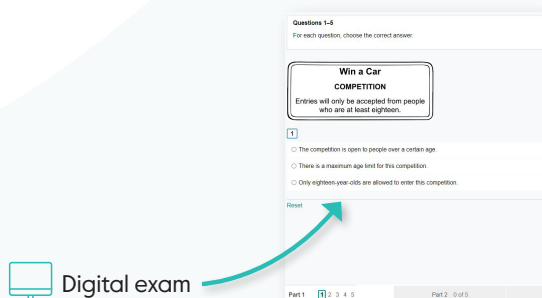 Questions 1–5
For each question, choose the correct answer.
Win a Car
COMPETITION
Entries will only be accepted from people
who are at least eighteen.
1
The competition is open to people over a certain age.
There is a maximum age limit for this competition.
Only eighteen-year-olds are allowed to enter this competition.
Reset
Digital exam
Part 1 1 2 3 4 5 Part 2 0 of 5